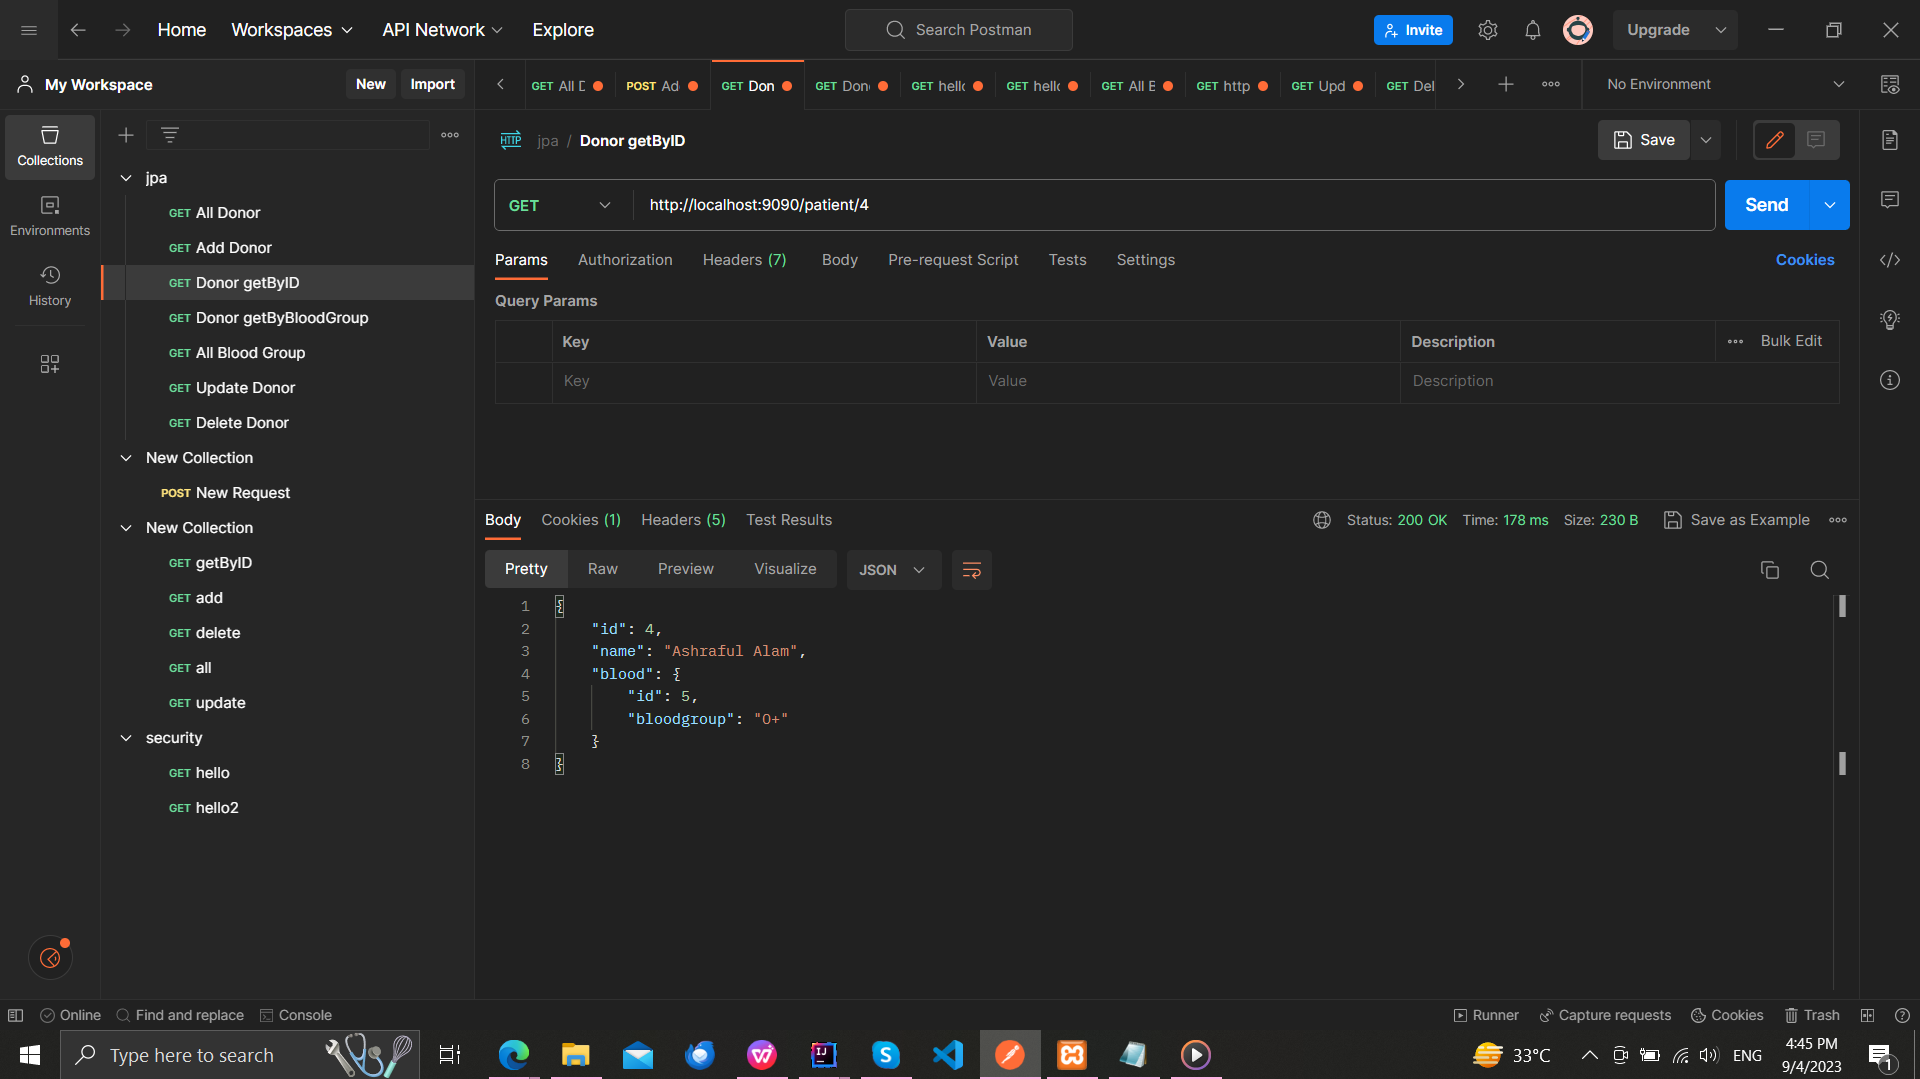 Home
Workspaces
API Network
Explore
Search Postman
Invite
Upgrade
My Workspace
New
Import
GET All D
POST Ad
GET Don
GET Don
GET hello
GET hello
GET All B
GET http
GET Upd
GET Del
No Environment
Collections
Environments
History
jpa
GET All Donor
GET Add Donor
GET Donor getByID
GET Donor getByBloodGroup
GET All Blood Group
GET Update Donor
GET Delete Donor
New Collection
POST New Request
New Collection
GET getByID
GET add
GET delete
GET all
GET update
security
GET hello
GET hello2
HTTP jpa / Donor getByID
Save
GET http://localhost:9090/patient/4
Send
Params Authorization Headers (7) Body Pre-request Script Tests Settings
Cookies
Query Params
Key Value Description
Bulk Edit
Key Value Description
Body Cookies (1) Headers (5) Test Results
Status: 200 OK Time: 178 ms Size: 230 B
Save as Example
Pretty Raw Preview Visualize
JSON
1 {
2 "id": 4,
3 "name": "Ashraful Alam",
4 "blood": {
5 "id": 5,
6 "bloodgroup": "O+"
7 }
8 }
Online
Find and replace
Console
Runner
Capture requests
Cookies
Trash
Type here to search
33°C
ENG
4:45 PM
9/4/2023
1